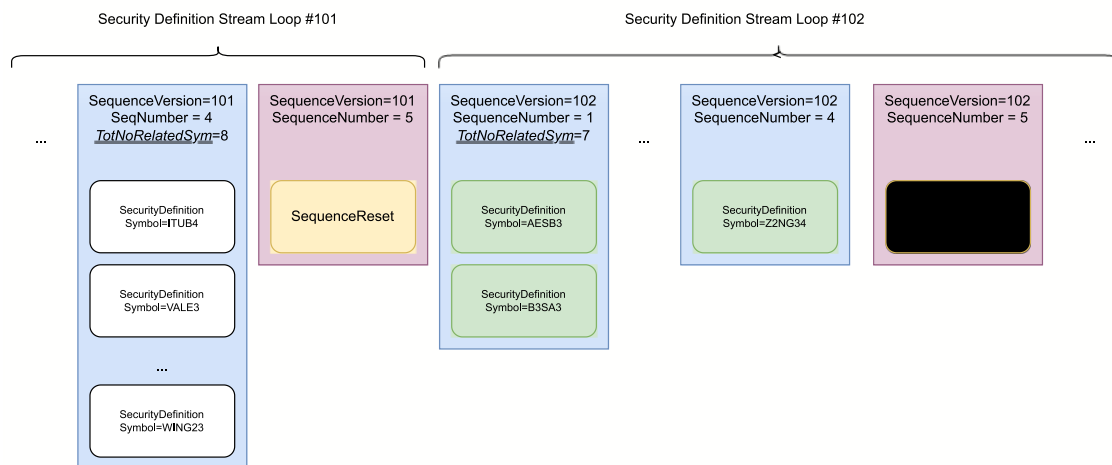 Security Definition Stream Loop #101
Security Definition Stream Loop #102
...
SequenceVersion=101
SeqNumber = 4
TotNoRelatedSym=8
SecurityDefinition
Symbol=ITUB4
SecurityDefinition
Symbol=VALE3
...
SecurityDefinition
Symbol=WING23
SequenceVersion=101
SequenceNumber = 5
SequenceReset
SequenceVersion=102
SequenceNumber = 1
TotNoRelatedSym=7
SecurityDefinition
Symbol=AESB3
SecurityDefinition
Symbol=B3SA3
...
SequenceVersion=102
SequenceNumber = 4
SecurityDefinition
Symbol=Z2NG34
SequenceVersion=102
SequenceNumber = 5
...